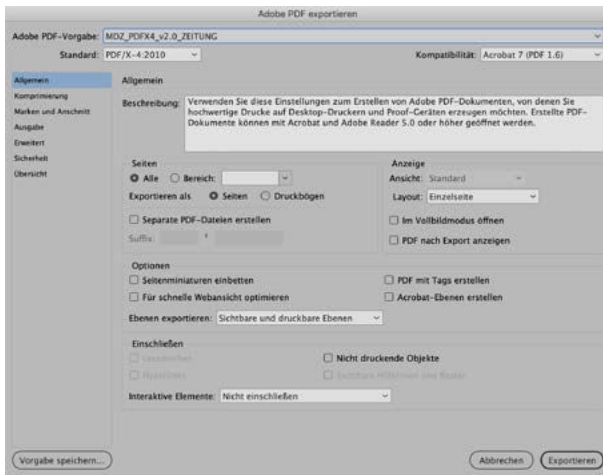 Adobe PDF exportieren
Adobe PDF-Vorgabe: MDZ_PDFX4_v2.0_ZEITUNG
Standard: PDF/X-4:2010 Kompatibilität: Acrobat 7 (PDF 1.6)
Allgemein
Komprimierung
Marken und Anschnitt
Ausgabe
Erweitert
Sicherheit
Übersicht
Allgemein
Beschreibung: Verwenden Sie diese Einstellungen zum Erstellen von Adobe PDF-Dokumenten, von denen Sie
hochwertige Drucke auf Desktop-Druckern und Proof-Geräten erzeugen möchten. Erstellte PDF-
Dokumente können mit Acrobat und Adobe Reader 5.0 oder höher geöffnet werden.
Seiten
Alle Bereich:
Exportieren als Seiten Druckbögen
Separate PDF-Dateien erstellen
Suffix:
Anzeige
Ansicht: Standard
Layout: Einzelseite
Im Vollbildmodus öffnen
PDF nach Export anzeigen
Optionen
Seitenminiaturen einbetten PDF mit Tags erstellen
Für schnelle Webansicht optimieren Acrobat-Ebenen erstellen
Ebenen exportieren: Sichtbare und druckbare Ebenen
Einschließen
Lesezeichen Nicht druckende Objekte
Hyperlinks Sichtbare Hilfslinien und Raster
Interaktive Elemente: Nicht einschließen
Vorgabe speichern... Abbrechen Exportieren